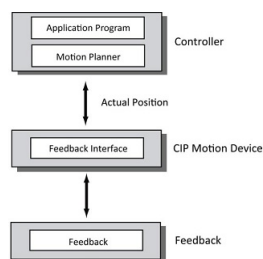 Application Program
Controller
Motion Planner
Actual Position
Feedback Interface
CIP Motion Device
Feedback
Feedback